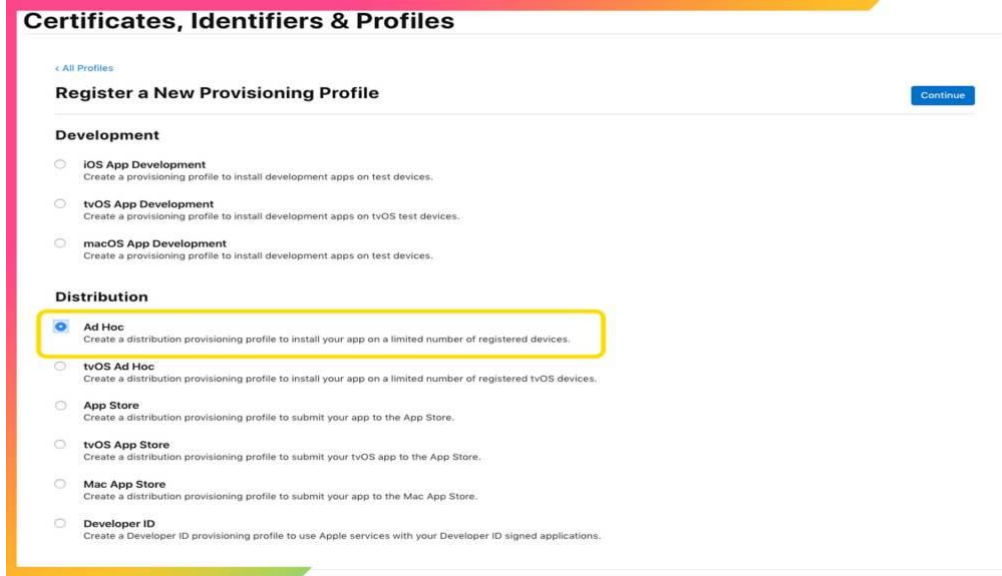 Certificates, Identifiers & Profiles
< All Profiles
Register a New Provisioning Profile
Continue
Development
iOS App Development
Create a provisioning profile to install development apps on test devices.
tvOS App Development
Create a provisioning profile to install development apps on tvOS test devices.
macOS App Development
Create a provisioning profile to install development apps on test devices.
Distribution
Ad Hoc
Create a distribution provisioning profile to install your app on a limited number of registered devices.
tvOS Ad Hoc
Create a distribution provisioning profile to install your app on a limited number of registered tvOS devices.
App Store
Create a distribution provisioning profile to submit your app to the App Store.
tvOS App Store
Create a distribution provisioning profile to submit your tvOS app to the App Store.
Mac App Store
Create a distribution provisioning profile to submit your app to the Mac App Store.
Developer ID
Create a Developer ID provisioning profile to use Apple services with your Developer ID signed applications.